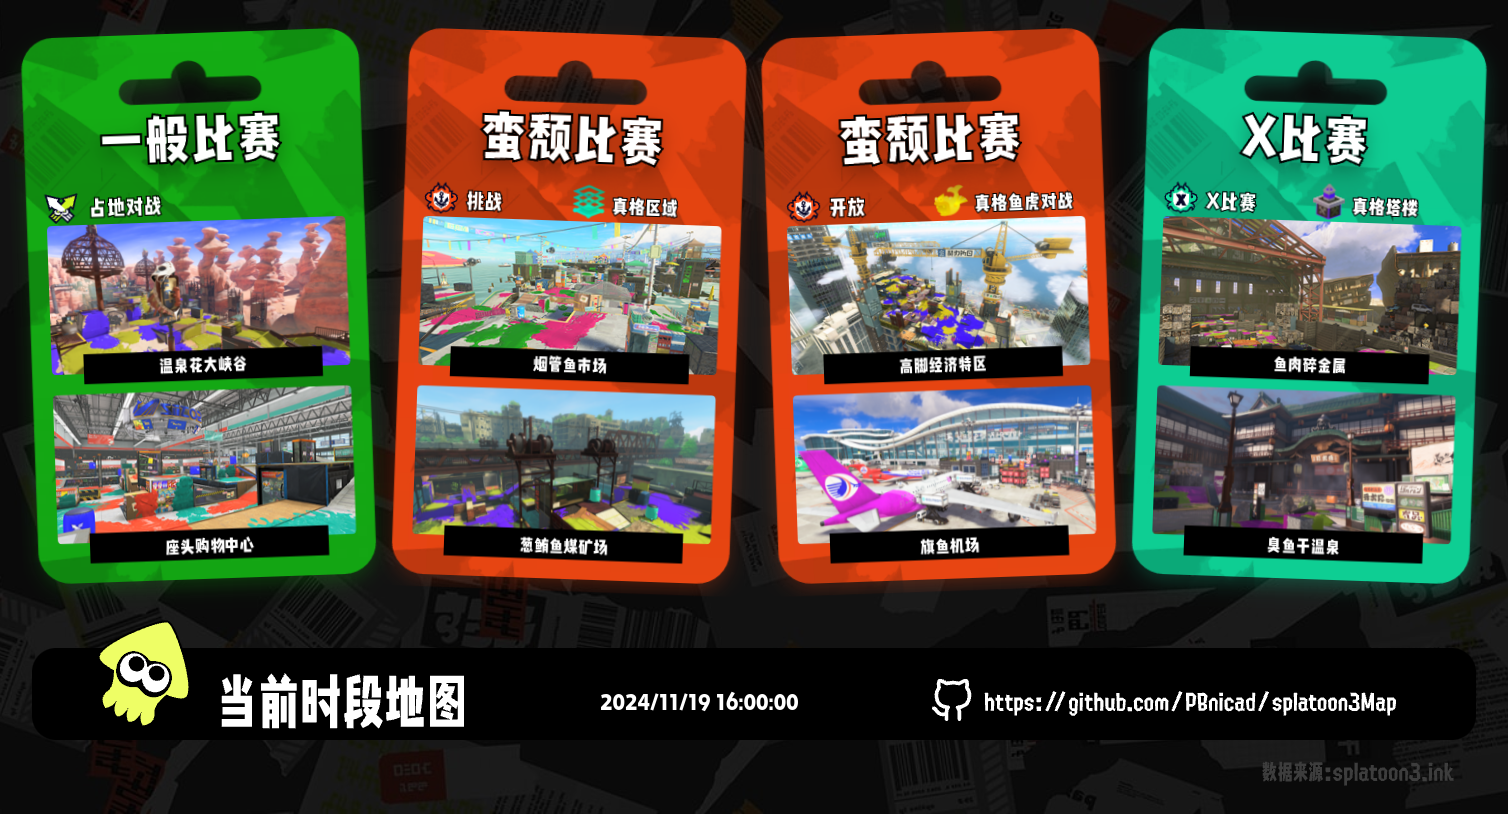 一般比赛
占地对战
温泉花大峡谷
座头购物中心
蛮颓比赛
挑战
真格区域
烟管鱼市场
葱鲔鱼煤矿场
蛮颓比赛
开放
真格鱼虎对战
高脚经济特区
旗鱼机场
X比赛
X比赛
真格塔楼
鱼肉碎金属
臭鱼干温泉
当前时段地图
2024/11/19 16:00:00
https://github.com/PBnicad/splatoon3Map
数据来源:splatoon3.ink